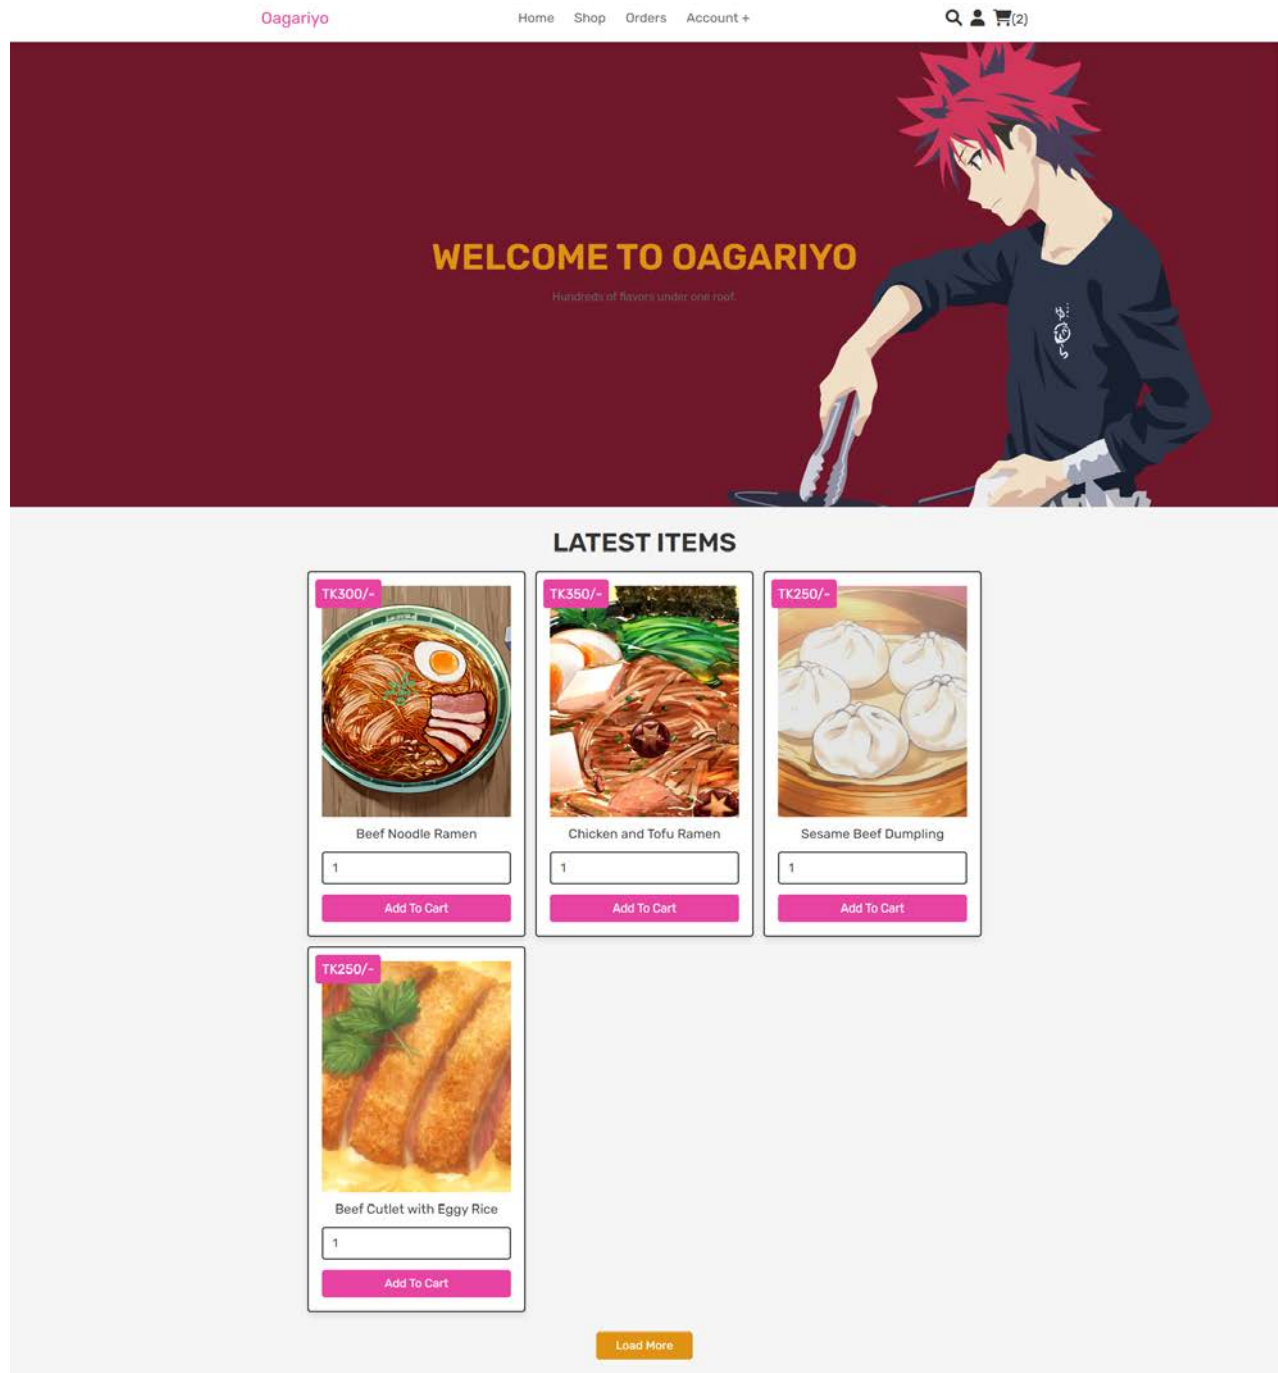 Oagariyo
Home Shop Orders Account +
(2)
WELCOME TO OAGARIYO
Hundreds of flavors under one roof.
LATEST ITEMS
TK300/-
Beef Noodle Ramen
1
Add To Cart
TK350/-
Chicken and Tofu Ramen
1
Add To Cart
TK250/-
Sesame Beef Dumpling
1
Add To Cart
TK250/-
Beef Cutlet with Eggy Rice
1
Add To Cart
Load More